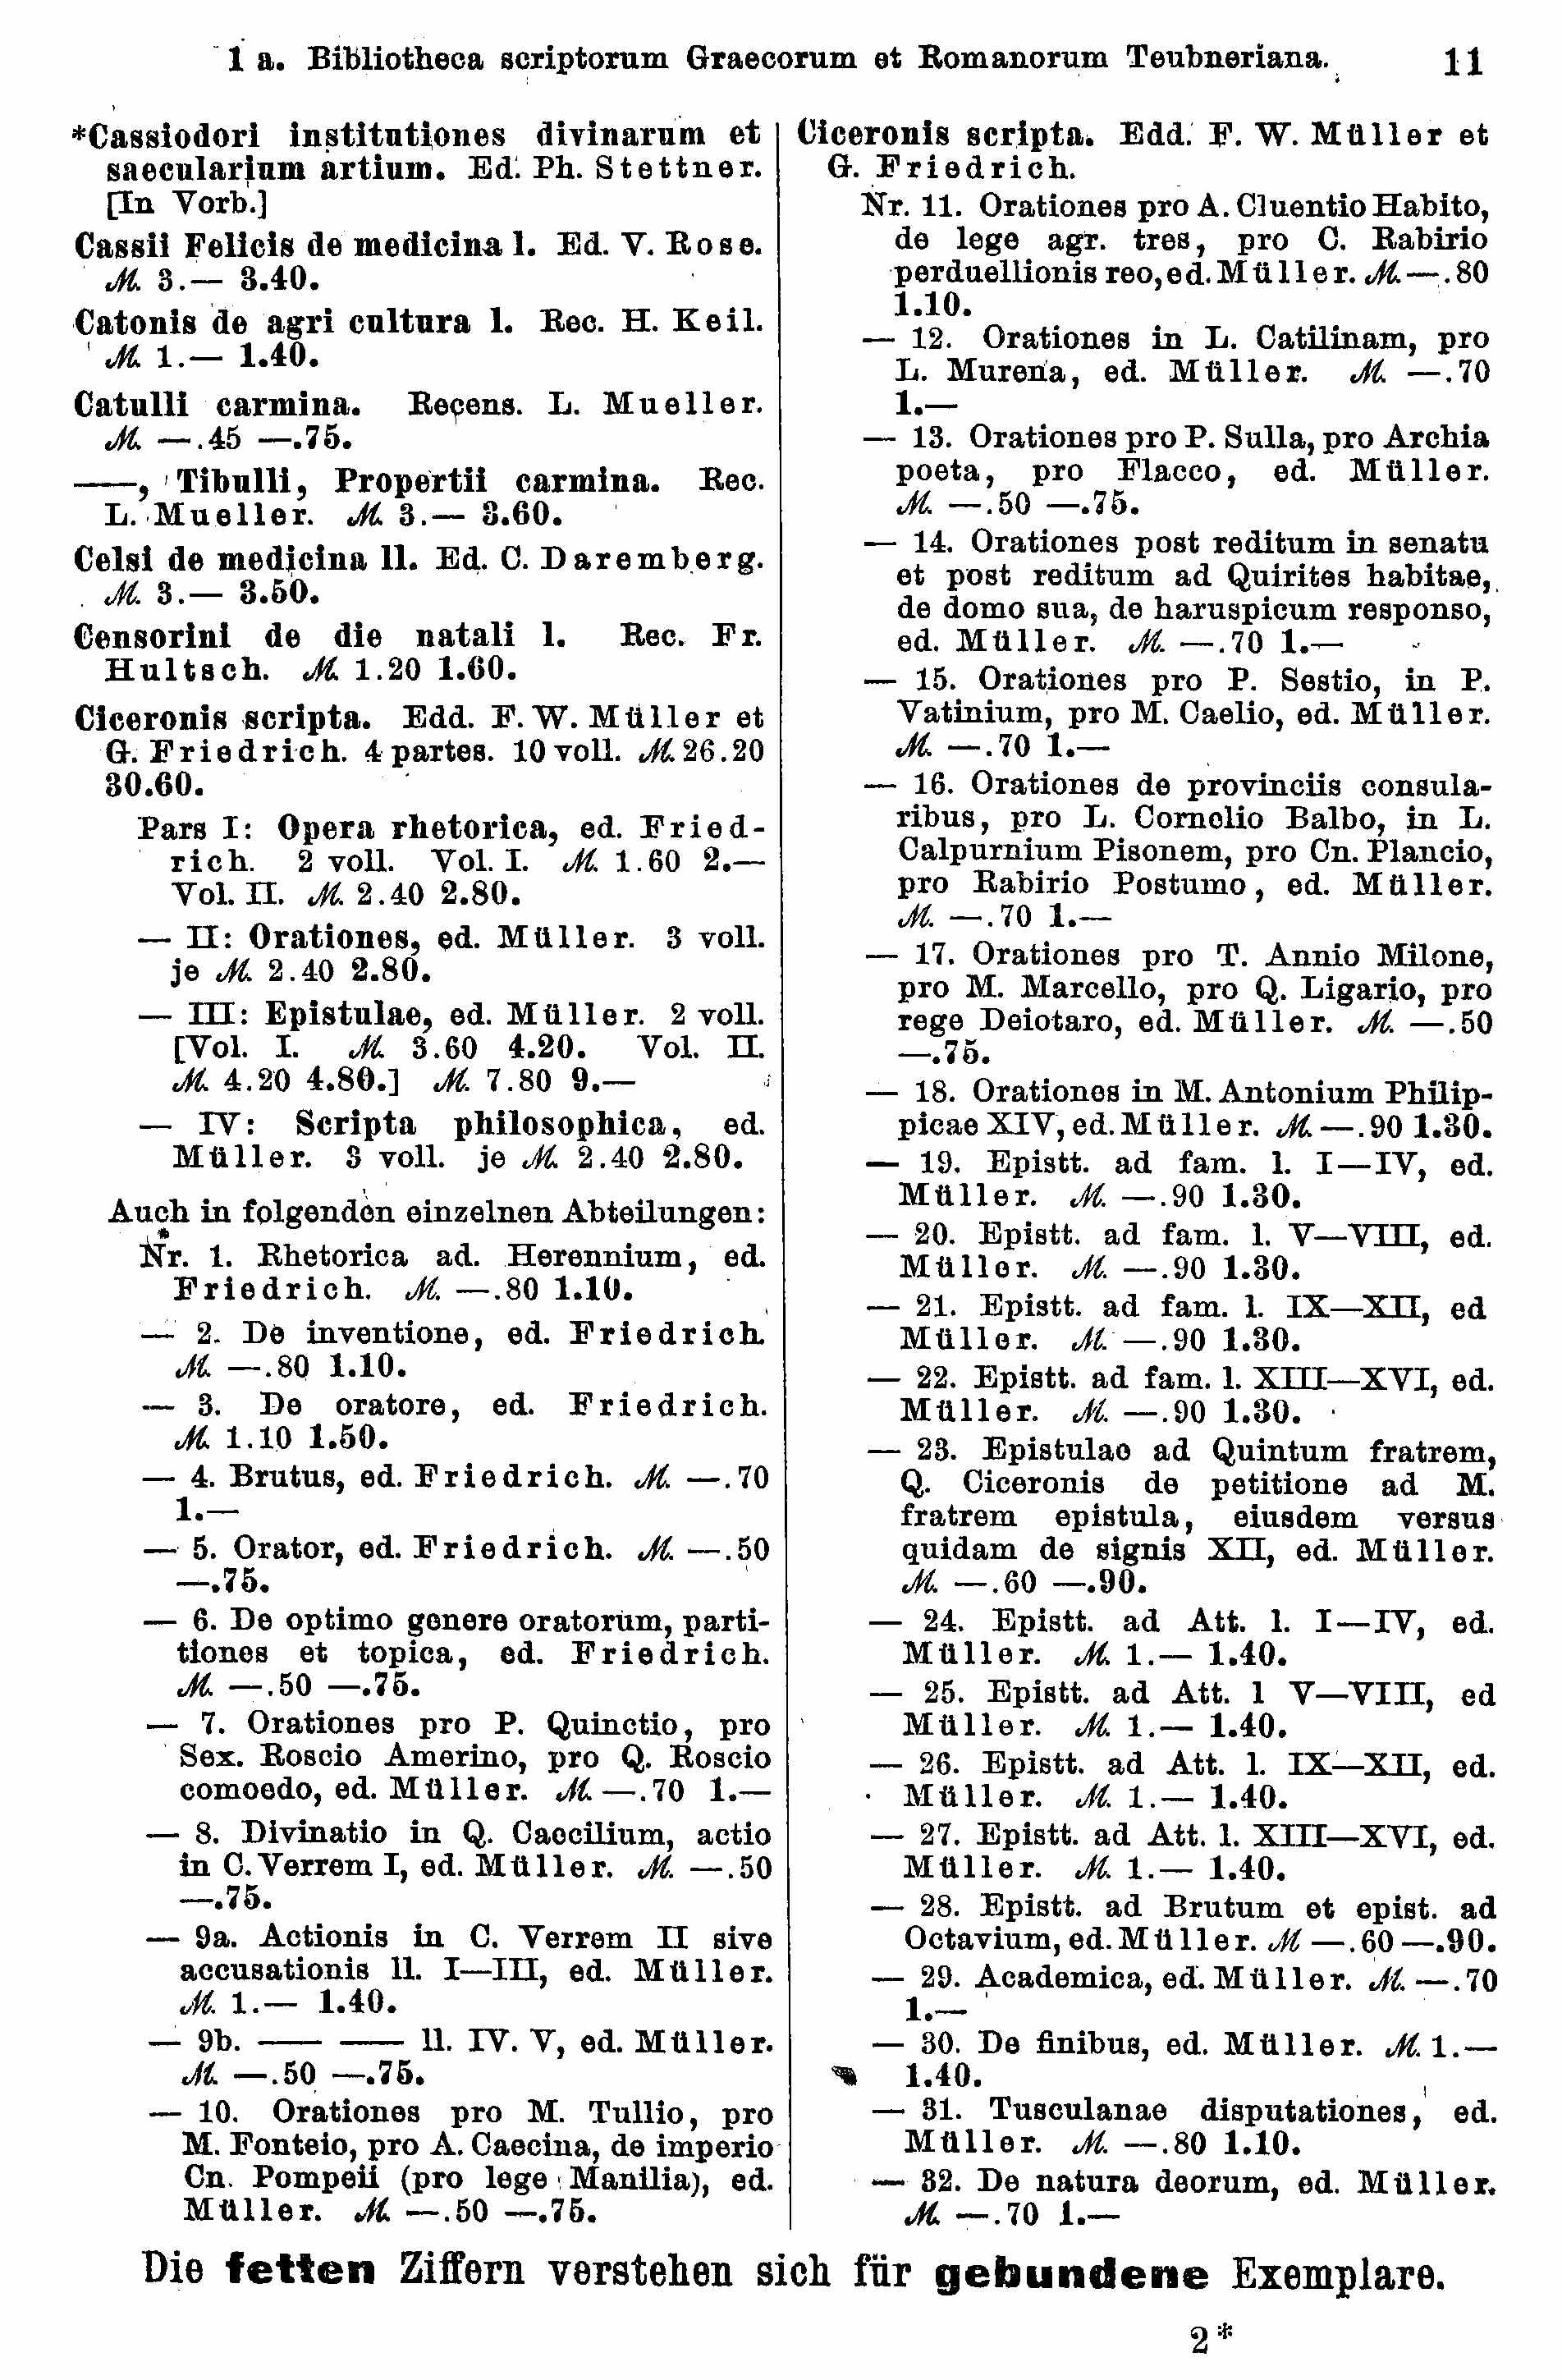 1 a. Bibliotheca scriptorum Graecorum et Romanorum Teubneriana. 11
*Cassiodori institutiones divinarum et
saecularium artium. Ed. Ph. Stettner.
[In Vorb.]
Cassii Felicis de medicina l. Ed. V. Rose.
ℳ 3.— 3.40.
Catonis de agri cultura l. Rec. H. Keil.
ℳ 1.— 1.40.
Catulli carmina. Recens. L. Mueller.
ℳ —.45 —.75.
——, Tibulli, Propertii carmina. Rec.
L. Mueller. ℳ 3.— 3.60.
Celsi de medicina ll. Ed. C. Daremberg.
ℳ 3.— 3.50.
Censorini de die natali l. Rec. Fr.
Hultsch. ℳ 1.20 1.60.
Ciceronis scripta. Edd. F. W. Müller et
G. Friedrich. 4 partes. 10 voll. ℳ 26.20
30.60.
Pars I: Opera rhetorica, ed. Fried-
rich. 2 voll. Vol. I. ℳ 1.60 2.—
Vol. II. ℳ 2.40 2.80.
— II: Orationes, ed. Müller. 3 voll.
je ℳ 2.40 2.80.
— III: Epistulae, ed. Müller. 2 voll.
[Vol. I. ℳ 3.60 4.20. Vol. II.
ℳ 4.20 4.80.] ℳ 7.80 9.—
— IV: Scripta philosophica, ed.
Müller. 3 voll. je ℳ 2.40 2.80.
Auch in folgenden einzelnen Abteilungen:
Nr. 1. Rhetorica ad. Herennium, ed.
Friedrich. ℳ —.80 1.10.
— 2. De inventione, ed. Friedrich.
ℳ —.80 1.10.
— 3. De oratore, ed. Friedrich.
ℳ 1.10 1.50.
— 4. Brutus, ed. Friedrich. ℳ —.70
1.—
— 5. Orator, ed. Friedrich. ℳ —.50
—.75.
— 6. De optimo genere oratorum, parti-
tiones et topica, ed. Friedrich.
ℳ —.50 —.75.
— 7. Orationes pro P. Quinctio, pro
Sex. Roscio Amerino, pro Q. Roscio
comoedo, ed. Müller. ℳ —.70 1.—
— 8. Divinatio in Q. Caecilium, actio
in C. Verrem I, ed. Müller. ℳ —.50
—.75.
— 9a. Actionis in C. Verrem II sive
accusationis ll. I—III, ed. Müller.
ℳ 1.— 1.40.
— 9b. —— —— ll. IV. V, ed. Müller.
ℳ —.50 —.75.
— 10. Orationes pro M. Tullio, pro
M. Fonteio, pro A. Caecina, de imperio
Cn. Pompeii (pro lege Manilia), ed.
Müller. ℳ —.50 —.75.
Ciceronis scripta. Edd. F. W. Müller et
G. Friedrich.
Nr. 11. Orationes pro A. Cluentio Habito,
de lege agr. tres, pro C. Rabirio
perduellionis reo, ed. Müller. ℳ —.80
1.10.
— 12. Orationes in L. Catilinam, pro
L. Murena, ed. Müller. ℳ —.70
1.—
— 13. Orationes pro P. Sulla, pro Archia
poeta, pro Flacco, ed. Müller.
ℳ —.50 —.75.
— 14. Orationes post reditum in senatu
et post reditum ad Quirites habitae,
de domo sua, de haruspicum responso,
ed. Müller. ℳ —.70 1.—
— 15. Orationes pro P. Sestio, in P.
Vatinium, pro M. Caelio, ed. Müller.
ℳ —.70 1.—
— 16. Orationes de provinciis consula-
ribus, pro L. Cornelio Balbo, in L.
Calpurnium Pisonem, pro Cn. Plancio,
pro Rabirio Postumo, ed. Müller.
ℳ —.70 1.—
— 17. Orationes pro T. Annio Milone,
pro M. Marcello, pro Q. Ligario, pro
rege Deiotaro, ed. Müller. ℳ —.50
—.75.
— 18. Orationes in M. Antonium Philip-
picae XIV, ed. Müller. ℳ —.90 1.30.
— 19. Epistt. ad fam. l. I—IV, ed.
Müller. ℳ —.90 1.30.
— 20. Epistt. ad fam. l. V—VIII, ed.
Müller. ℳ —.90 1.30.
— 21. Epistt. ad fam. l. IX—XII, ed
Müller. ℳ —.90 1.30.
— 22. Epistt. ad fam. l. XIII—XVI, ed.
Müller. ℳ —.90 1.30.
— 23. Epistulae ad Quintum fratrem,
Q. Ciceronis de petitione ad M.
fratrem epistula, eiusdem versus
quidam de signis XII, ed. Müller.
ℳ —.60 —.90.
— 24. Epistt. ad Att. l. I—IV, ed.
Müller. ℳ 1.— 1.40.
— 25. Epistt. ad Att. l V—VIII, ed
Müller. ℳ 1.— 1.40.
— 26. Epistt. ad Att. l. IX—XII, ed.
Müller. ℳ 1.— 1.40.
— 27. Epistt. ad Att. l. XIII—XVI, ed.
Müller. ℳ 1.— 1.40.
— 28. Epistt. ad Brutum et epist. ad
Octavium, ed. Müller. ℳ —.60 —.90.
— 29. Academica, ed. Müller. ℳ —.70
1.—
— 30. De finibus, ed. Müller. ℳ 1.—
1.40.
— 31. Tusculanae disputationes, ed.
Müller. ℳ —.80 1.10.
— 32. De natura deorum, ed. Müller.
ℳ —.70 1.—
Die fetten Ziffern verstehen sich für gebundene Exemplare.
2*